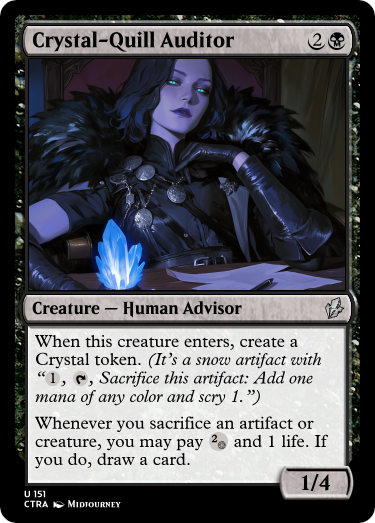 Crystal-Quill Auditor 2
Creature — Human Advisor
When this creature enters, create a
Crystal token. (It's a snow artifact with
"1, , Sacrifice this artifact: Add one
mana of any color and scry 1.")
Whenever you sacrifice an artifact or
creature, you may pay 2 and 1 life. If
you do, draw a card.
1/4
U 151
CTRA Midjourney